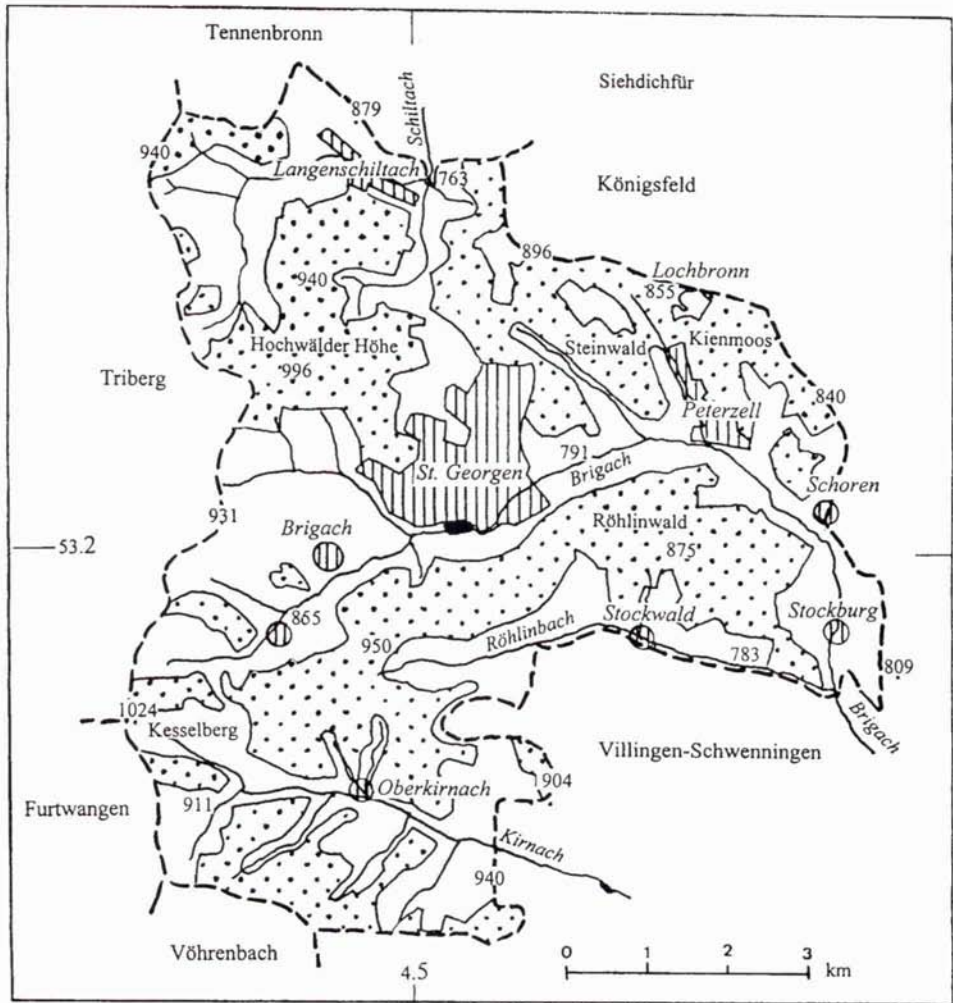 Tennenbronn
Siehdichfür
879
Schiltach
940
Langenschiltach
763
Königsfeld
896
Lochbronn
940
855
Hochwälder Höhe
Steinwald
Kienmoos
996
Triberg
840
Peterzell
791
St. Georgen
Brigach
Schoren
931
Röhlinwald
Brigach
53.2
875
865
Stockwald
Stockburg
950
Röhlinbach
783
809
1024
Kesselberg
Brigach
Villingen-Schwenningen
904
Oberkirnach
911
Furtwangen
Kirnach
940
Vöhrenbach
0 1 2 3
km
4.5